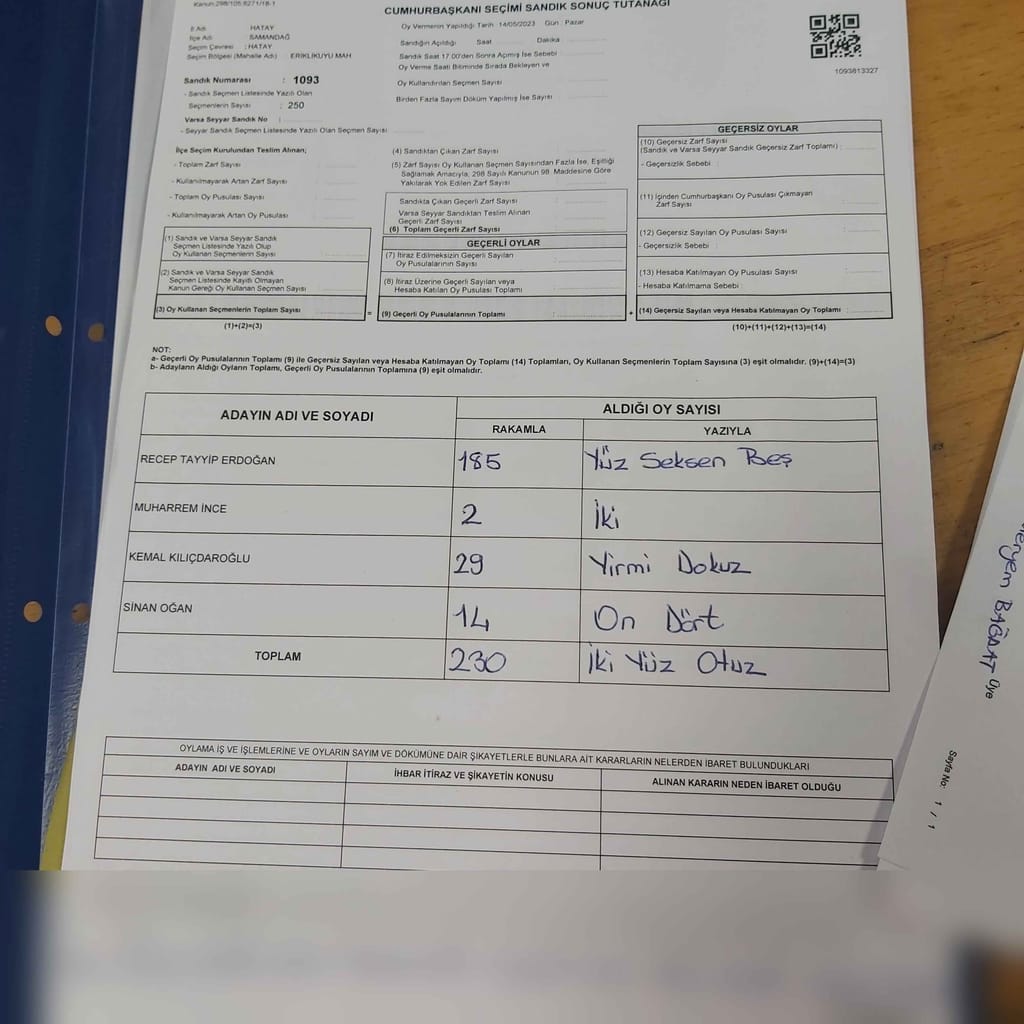 Kanun:298/105,6271/18-1
CUMHURBAŞKANI SEÇİMİ SANDIK SONUÇ TUTANAĞI
İl Adı : HATAY
İlçe Adı : SAMANDAĞ
Seçim Çevresi : HATAY
Seçim Bölgesi (Mahalle Adı) : ERİKLİKUYU MAH
Sandık Numarası : 1093
- Sandık Seçmen Listesinde Yazılı Olan
Seçmenlerin Sayısı : 250
Varsa Seyyar Sandık No :
- Seyyar Sandık Seçmen Listesinde Yazılı Olan Seçmen Sayısı
Oy Vermenin Yapıldığı Tarih : 14/05/2023 Gün : Pazar
Sandığın Açıldığı Saat Dakika
Sandık Saat 17.00'den Sonra Açımış İse Sebebi
Oy Verme Saati Bitiminde Sırada Bekleyen ve
Oy Kullandırılan Seçmen Sayısı
Birden Fazla Sayım Döküm Yapılmış İse Sayısı
1093613327
İlçe Seçim Kurulundan Teslim Alınan;
- Toplam Zarf Sayısı
- Kullanılmayarak Artan Zarf Sayısı
- Toplam Oy Pusulası Sayısı
- Kullanılmayarak Artan Oy Pusulası
(1) Sandık ve Varsa Seyyar Sandık
Seçmen Listesinde Yazılı Olup
Oy Kullanan Seçmenlerin Sayısı :
(2) Sandık ve Varsa Seyyar Sandık
Seçmen Listesinde Kayıtlı Olmayan
Kanun Gereği Oy Kullanan Seçmen Sayısı :
(3) Oy Kullanan Seçmenlerin Toplam Sayısı :
(1)+(2)=(3)
(4) Sandıktan Çıkan Zarf Sayısı
(5) Zarf Sayısı Oy Kullanan Seçmen Sayısından Fazla İse, Eşitliği
Sağlamak Amacıyla, 298 Sayılı Kanunun 98. Maddesine Göre
Yakılarak Yok Edilen Zarf Sayısı
Sandıkta Çıkan Geçerli Zarf Sayısı
Varsa Seyyar Sandıktan Teslim Alınan
Geçerli Zarf Sayısı
(6) Toplam Geçerli Zarf Sayısı
GEÇERLİ OYLAR
(7) İtiraz Edilmeksizin Geçerli Sayılan
Oy Pusulalarının Sayısı
(8) İtiraz Üzerine Geçerli Sayılan veya
Hesaba Katılan Oy Pusulası Toplamı
= (9) Geçerli Oy Pusulalarının Toplamı :
GEÇERSİZ OYLAR
(10) Geçersiz Zarf Sayısı
(Sandık ve Varsa Seyyar Sandık Geçersiz Zarf Toplamı) :
- Geçersizlik Sebebi :
(11) İçinden Cumhurbaşkanı Oy Pusulası Çıkmayan
Zarf Sayısı :
(12) Geçersiz Sayılan Oy Pusulası Sayısı :
- Geçersizlik Sebebi :
(13) Hesaba Katılmayan Oy Pusulası Sayısı :
- Hesaba Katılmama Sebebi :
+ (14) Geçersiz Sayılan veya Hesaba Katılmayan Oy Toplamı :
(10)+(11)+(12)+(13)=(14)
NOT:
a- Geçerli Oy Pusulalarının Toplamı (9) ile Geçersiz Sayılan veya Hesaba Katılmayan Oy Toplamı (14) Toplamları, Oy Kullanan Seçmenlerin Toplam Sayısına (3) eşit olmalıdır. (9)+(14)=(3)
b- Adayların Aldığı Oyların Toplamı, Geçerli Oy Pusulalarının Toplamına (9) eşit olmalıdır.
ADAYIN ADI VE SOYADI
ALDIĞI OY SAYISI
RAKAMLA YAZIYLA
RECEP TAYYİP ERDOĞAN 185 Yüz Seksen Beş
MUHARREM İNCE 2 İki
KEMAL KILIÇDAROĞLU 29 Yirmi Dokuz
SİNAN OĞAN 14 On Dört
TOPLAM 230 İki Yüz Otuz
OYLAMA İŞ VE İŞLEMLERİNE VE OYLARIN SAYIM VE DÖKÜMÜNE DAİR ŞİKAYETLERLE BUNLARA AİT KARARLARIN NELERDEN İBARET BULUNDUKLARI
ADAYIN ADI VE SOYADI İHBAR İTİRAZ VE ŞİKAYETİN KONUSU ALINAN KARARIN NEDEN İBARET OLDUĞU
Üye
Sayfa No: 1 / 1